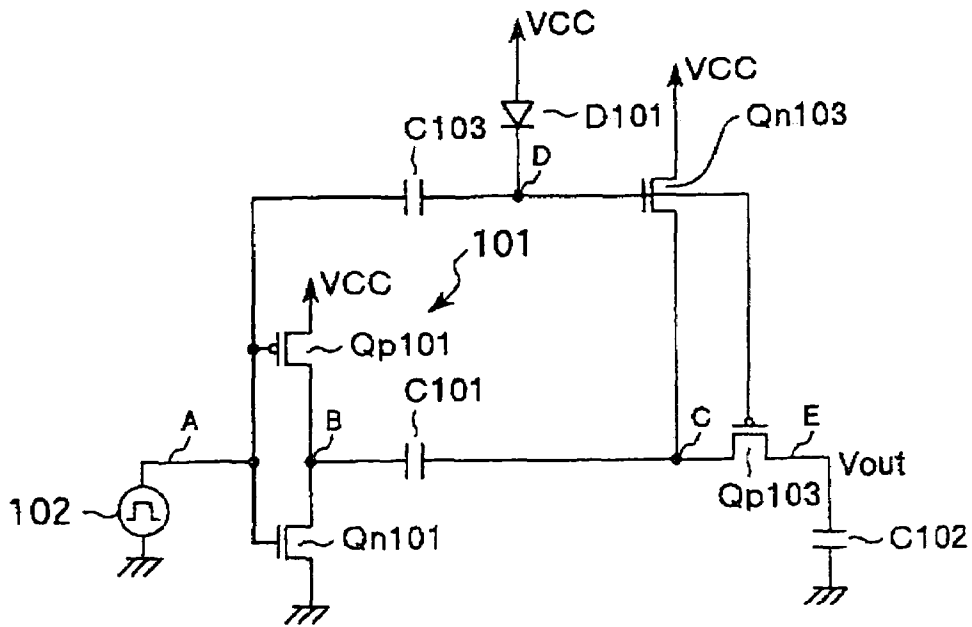 VCC
VCC
D101
Qn103
C103
D
101
VCC
Qp101
C101
A
B
C
E
Vout
Qp103
102
Qn101
C102